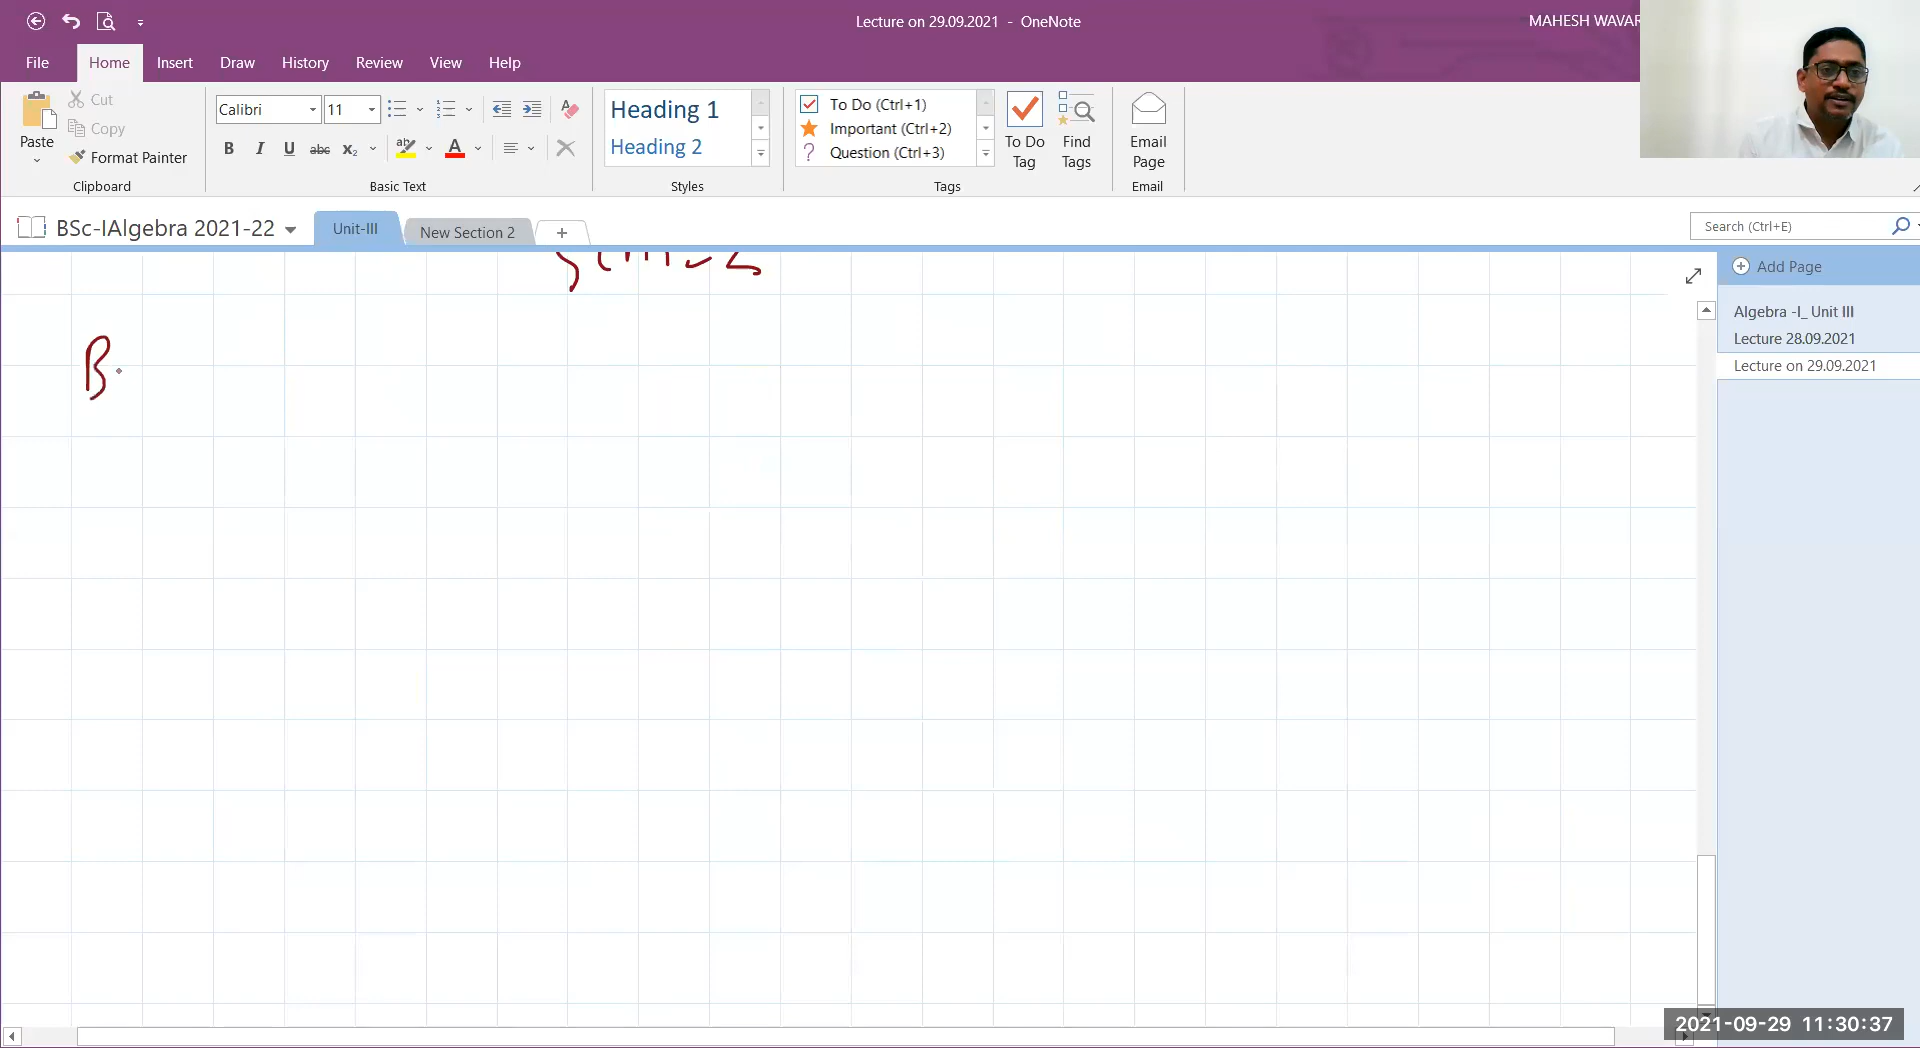 Lecture on 29.09.2021 - OneNote
MAHESH WAVAR
File Home Insert Draw History Review View Help
Paste
Cut
Copy
Format Painter
Clipboard
Calibri 11
B I U abc x₂ ab A
Basic Text
Heading 1
Heading 2
Styles
To Do (Ctrl+1)
Important (Ctrl+2)
Question (Ctrl+3)
To Do
Tag
Find
Tags
Tags
Email
Page
Email
BSc-IAlgebra 2021-22 Unit-III New Section 2 +
Search (Ctrl+E)
Add Page
Algebra -I_ Unit III
Lecture 28.09.2021
Lecture on 29.09.2021
B
2021-09-29 11:30:37